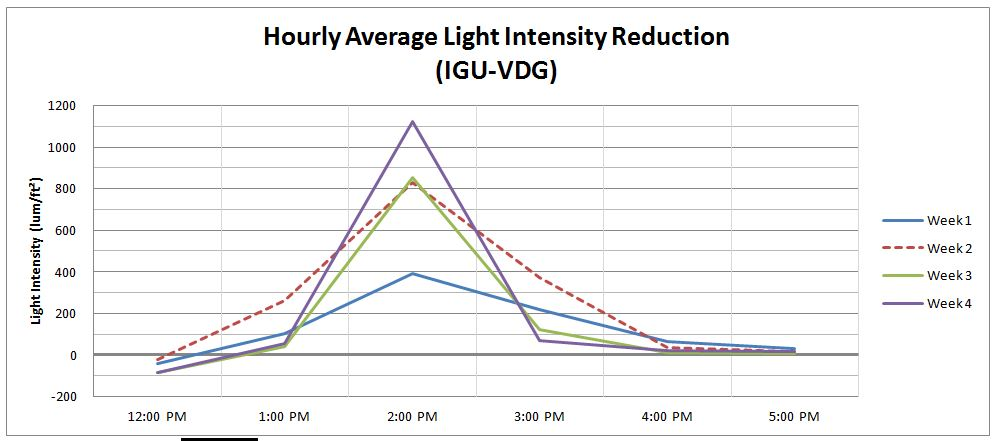 Hourly Average Light Intensity Reduction
(IGU-VDG)
Light Intensity (lum/ft²)
1200
1000
800
600
400
200
0
-200
12:00 PM 1:00 PM 2:00 PM 3:00 PM 4:00 PM 5:00 PM
Week 1
Week 2
Week 3
Week 4